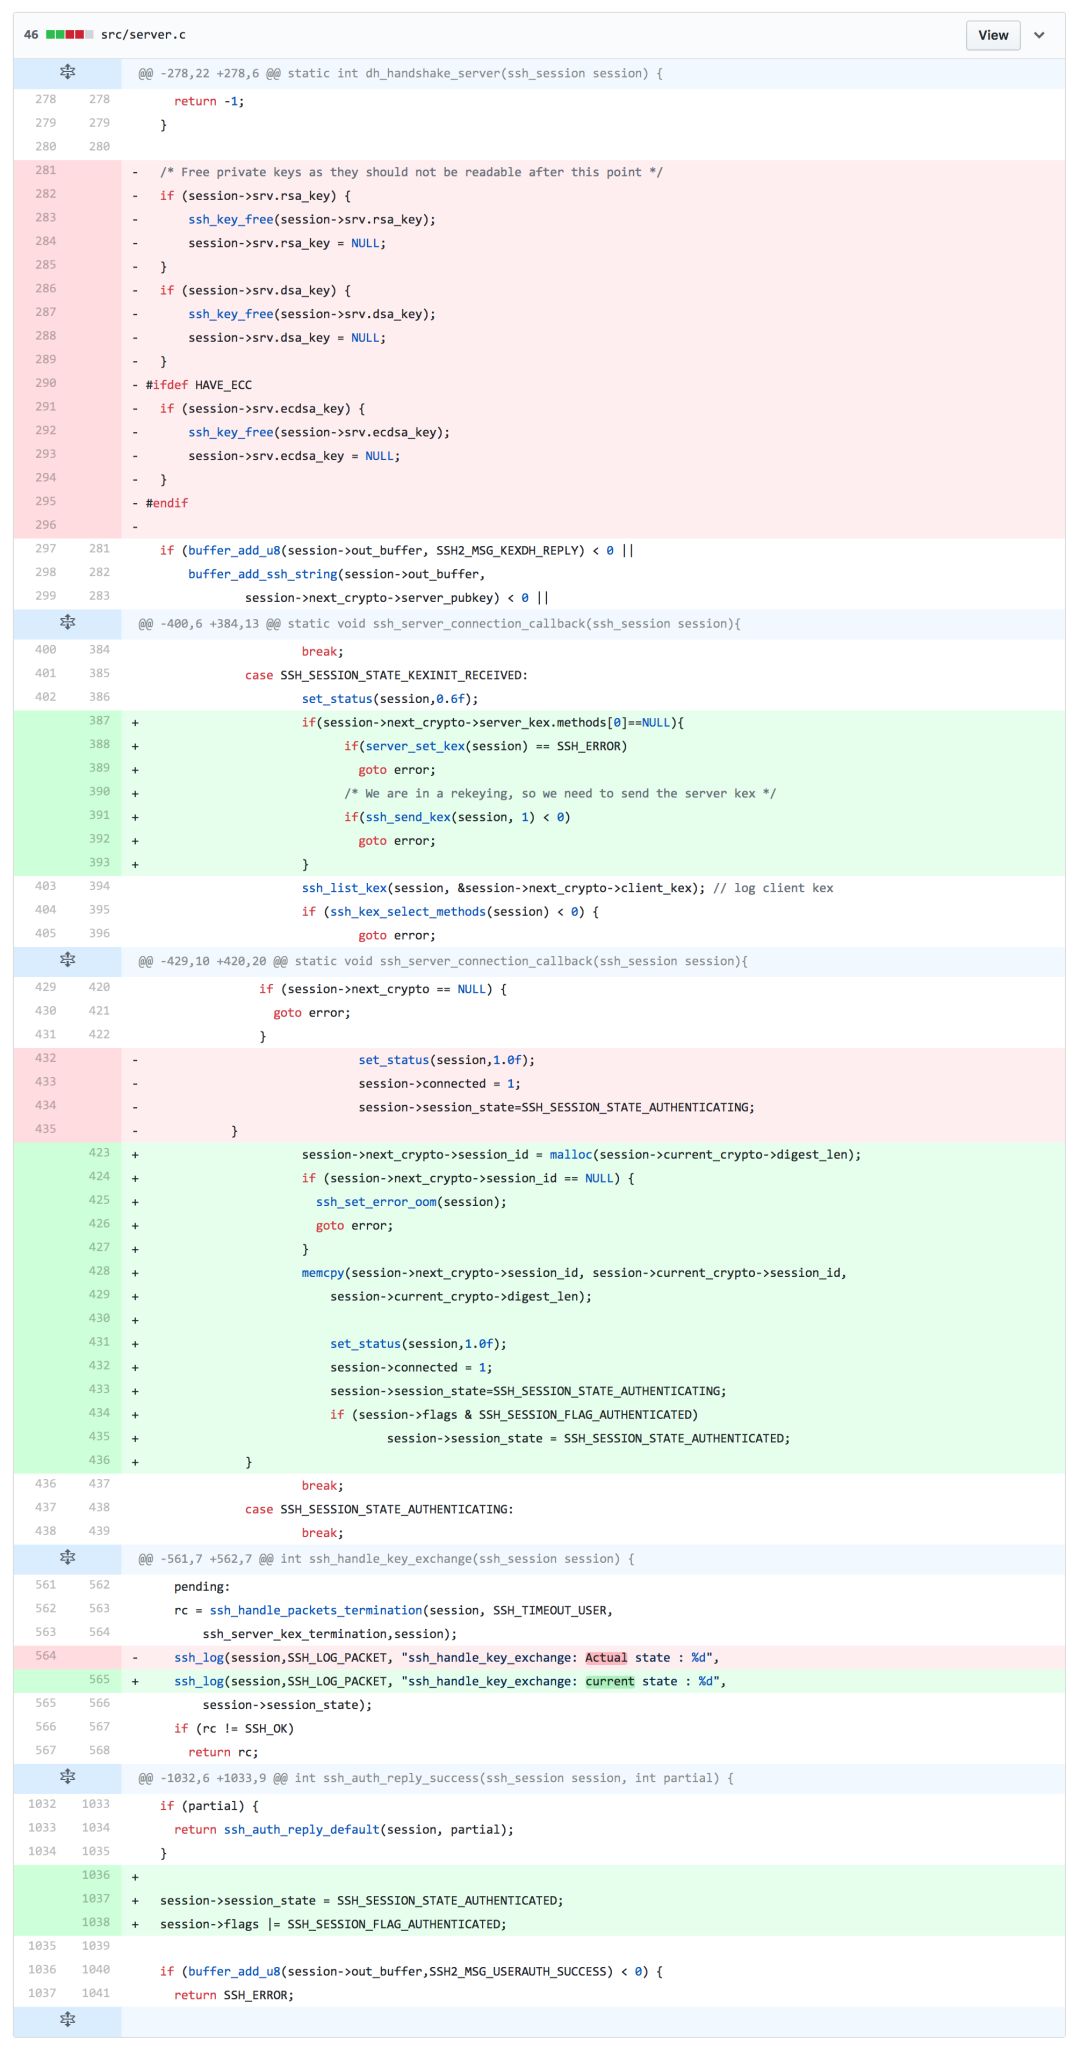 46 src/server.c View
@@ -278,22 +278,6 @@ static int dh_handshake_server(ssh_session session) {
278 278 return -1;
279 279 }
280 280
281 - /* Free private keys as they should not be readable after this point */
282 - if (session->srv.rsa_key) {
283 - ssh_key_free(session->srv.rsa_key);
284 - session->srv.rsa_key = NULL;
285 - }
286 - if (session->srv.dsa_key) {
287 - ssh_key_free(session->srv.dsa_key);
288 - session->srv.dsa_key = NULL;
289 - }
290 - #ifdef HAVE_ECC
291 - if (session->srv.ecdsa_key) {
292 - ssh_key_free(session->srv.ecdsa_key);
293 - session->srv.ecdsa_key = NULL;
294 - }
295 - #endif
296 -
297 281 if (buffer_add_u8(session->out_buffer, SSH2_MSG_KEXDH_REPLY) < 0 ||
298 282 buffer_add_ssh_string(session->out_buffer,
299 283 session->next_crypto->server_pubkey) < 0 ||
@@ -400,6 +384,13 @@ static void ssh_server_connection_callback(ssh_session session){
400 384 break;
401 385 case SSH_SESSION_STATE_KEXINIT_RECEIVED:
402 386 set_status(session,0.6f);
387 + if(session->next_crypto->server_kex.methods[0]==NULL){
388 + if(server_set_kex(session) == SSH_ERROR)
389 + goto error;
390 + /* We are in a rekeying, so we need to send the server kex */
391 + if(ssh_send_kex(session, 1) < 0)
392 + goto error;
393 + }
403 394 ssh_list_kex(session, &session->next_crypto->client_kex); // log client kex
404 395 if (ssh_kex_select_methods(session) < 0) {
405 396 goto error;
@@ -429,10 +420,20 @@ static void ssh_server_connection_callback(ssh_session session){
429 420 if (session->next_crypto == NULL) {
430 421 goto error;
431 422 }
432 - set_status(session,1.0f);
433 - session->connected = 1;
434 - session->session_state=SSH_SESSION_STATE_AUTHENTICATING;
435 - }
423 + session->next_crypto->session_id = malloc(session->current_crypto->digest_len);
424 + if (session->next_crypto->session_id == NULL) {
425 + ssh_set_error_oom(session);
426 + goto error;
427 + }
428 + memcpy(session->next_crypto->session_id, session->current_crypto->session_id,
429 + session->current_crypto->digest_len);
430 +
431 + set_status(session,1.0f);
432 + session->connected = 1;
433 + session->session_state=SSH_SESSION_STATE_AUTHENTICATING;
434 + if (session->flags & SSH_SESSION_FLAG_AUTHENTICATED)
435 + session->session_state = SSH_SESSION_STATE_AUTHENTICATED;
436 + }
436 437 break;
437 438 case SSH_SESSION_STATE_AUTHENTICATING:
438 439 break;
@@ -561,7 +562,7 @@ int ssh_handle_key_exchange(ssh_session session) {
561 562 pending:
562 563 rc = ssh_handle_packets_termination(session, SSH_TIMEOUT_USER,
563 564 ssh_server_kex_termination,session);
564 - ssh_log(session,SSH_LOG_PACKET, "ssh_handle_key_exchange: Actual state : %d",
565 + ssh_log(session,SSH_LOG_PACKET, "ssh_handle_key_exchange: current state : %d",
565 566 session->session_state);
566 567 if (rc != SSH_OK)
567 568 return rc;
@@ -1032,6 +1033,9 @@ int ssh_auth_reply_success(ssh_session session, int partial) {
1032 1033 if (partial) {
1033 1034 return ssh_auth_reply_default(session, partial);
1034 1035 }
1036 +
1037 + session->session_state = SSH_SESSION_STATE_AUTHENTICATED;
1038 + session->flags |= SSH_SESSION_FLAG_AUTHENTICATED;
1035 1039
1036 1040 if (buffer_add_u8(session->out_buffer,SSH2_MSG_USERAUTH_SUCCESS) < 0) {
1037 1041 return SSH_ERROR;